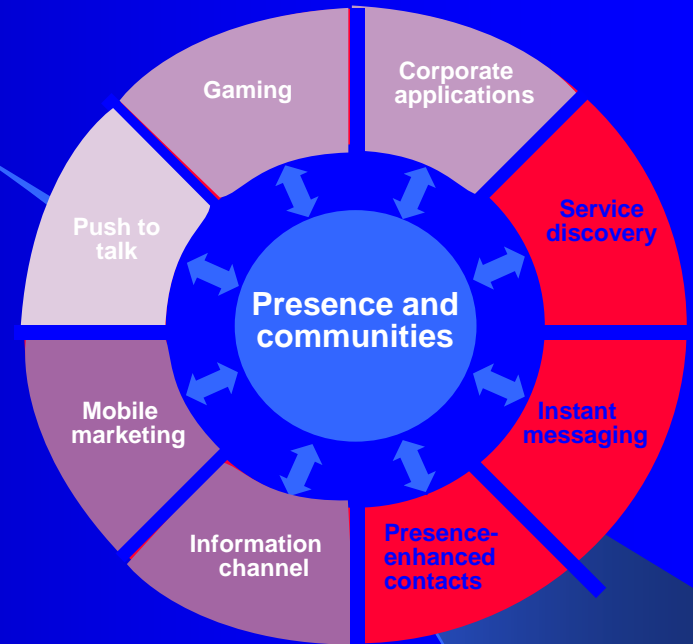 Gaming
Corporate
applications
Service
discovery
Push to
talk
Presence and
communities
Mobile
marketing
Instant
messaging
Information
channel
Presence-
enhanced
contacts